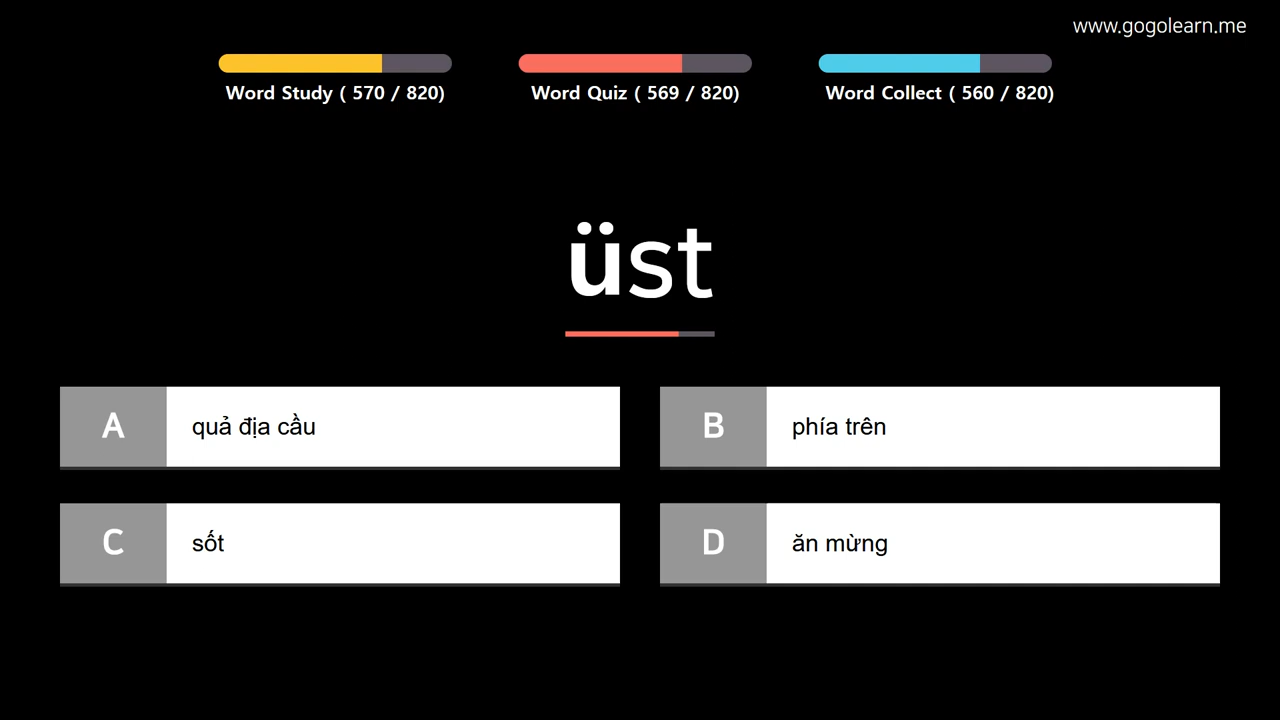 www.gogolearn.me
Word Study ( 570 / 820)
Word Quiz ( 569 / 820)
Word Collect ( 560 / 820)
üst
A
quả địa cầu
B
phía trên
C
sốt
D
ăn mừng